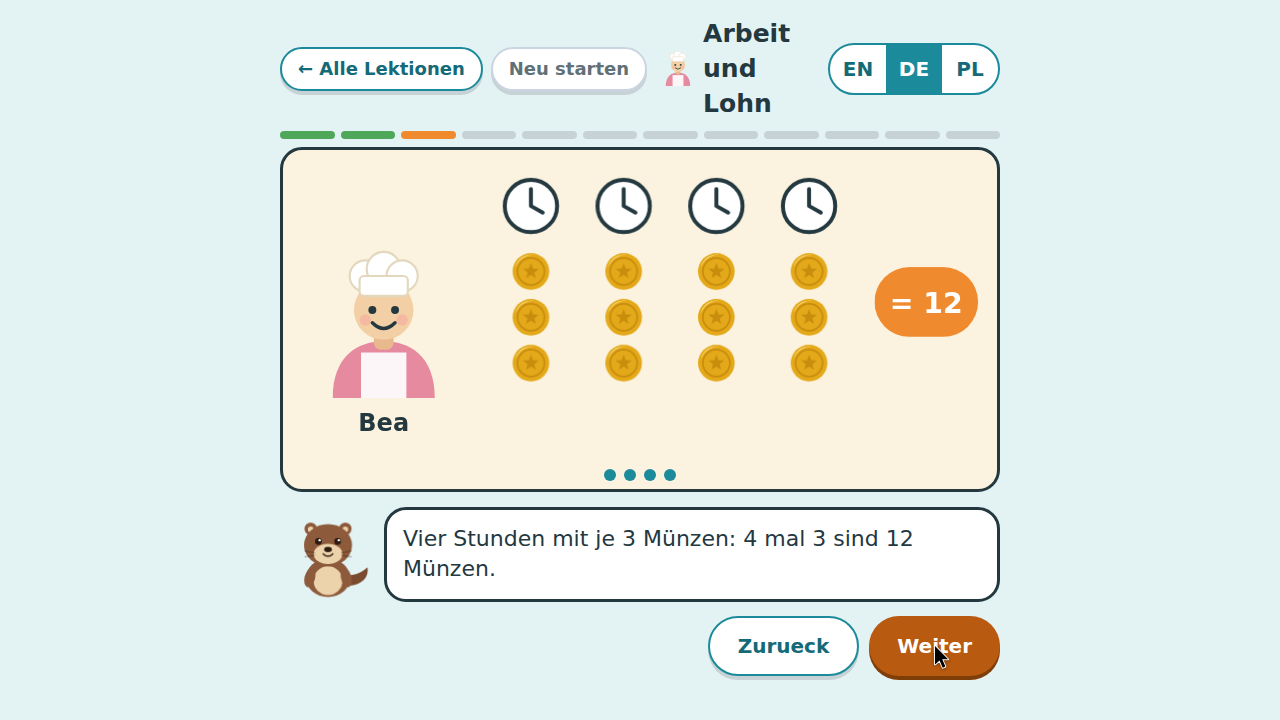 ← Alle Lektionen
Neu starten
Arbeit
und
Lohn
EN DE PL
= 12
Bea
Vier Stunden mit je 3 Münzen: 4 mal 3 sind 12
Münzen.
Zurueck
Weiter